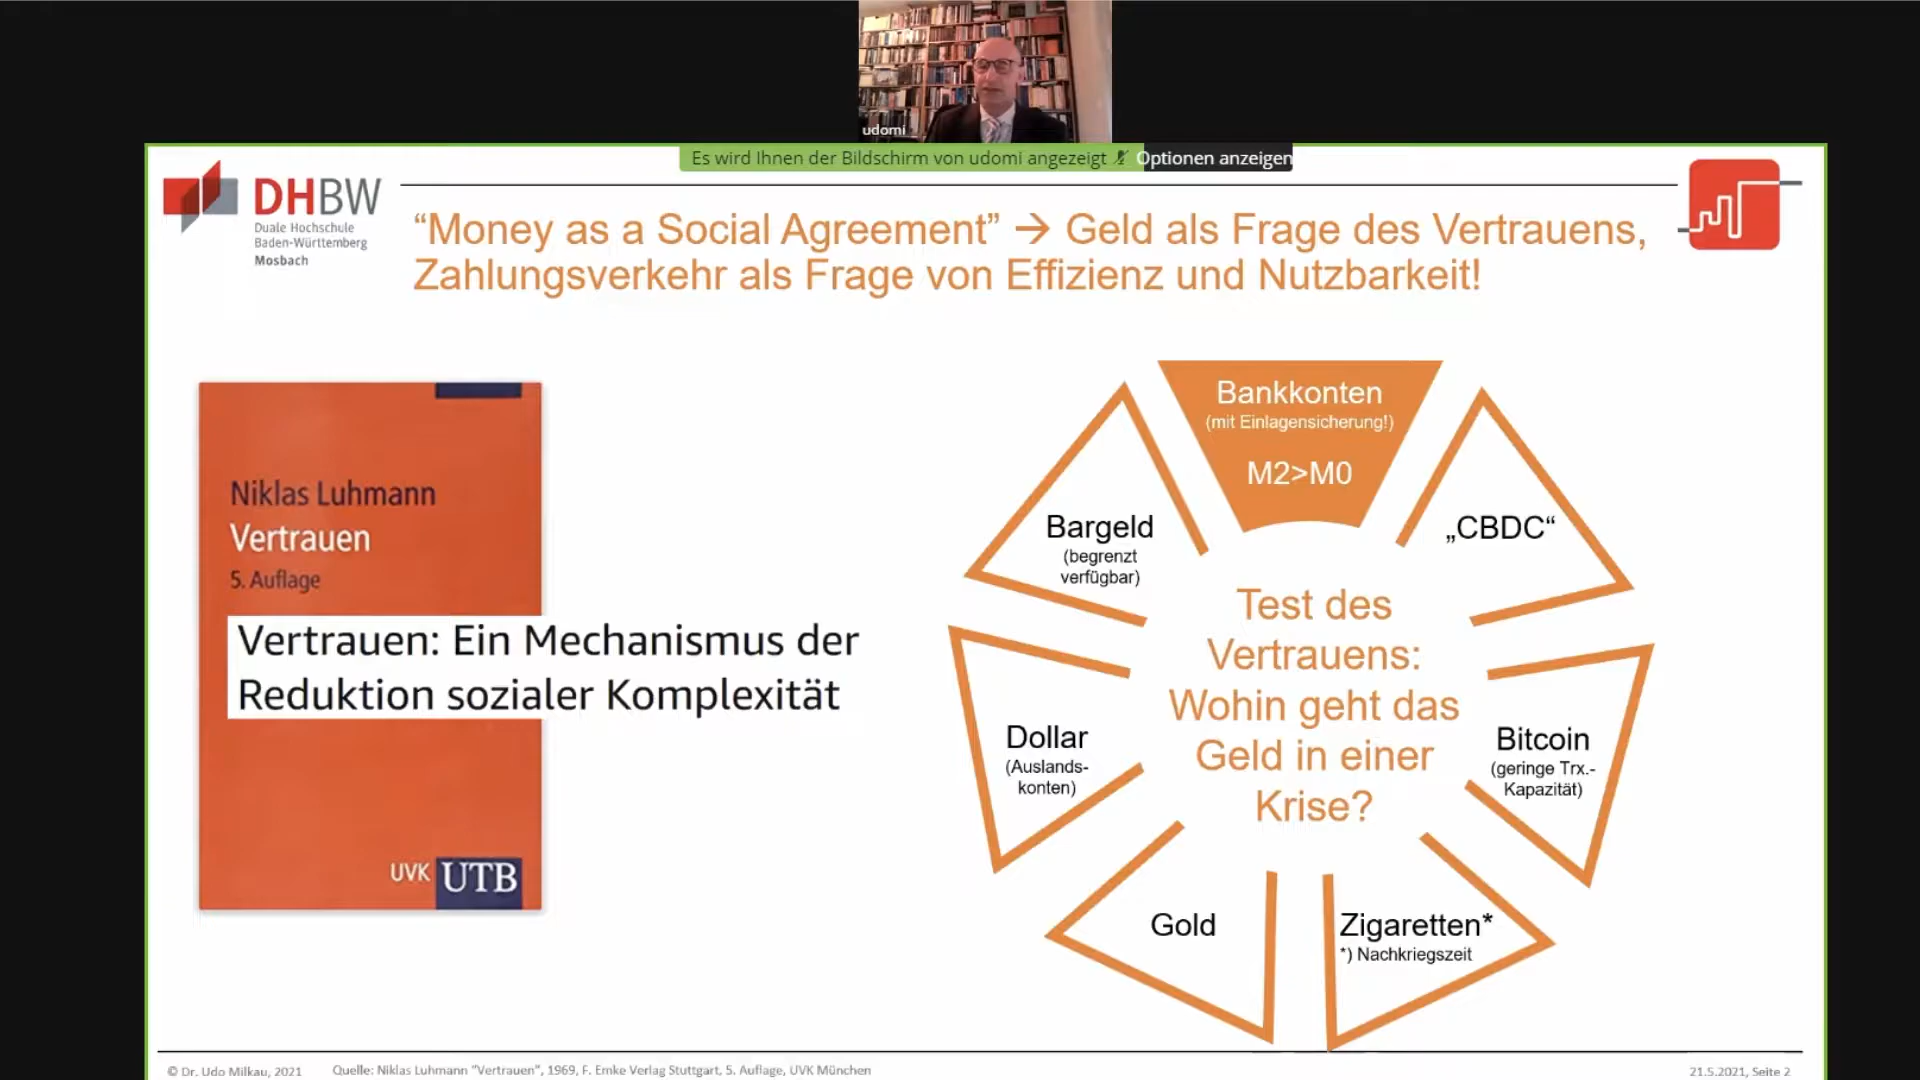 udomi
Es wird Ihnen der Bildschirm von udomi angezeigt
Optionen anzeigen
DHBW
Duale Hochschule
Baden-Württemberg
Mosbach
“Money as a Social Agreement” → Geld als Frage des Vertrauens,
Zahlungsverkehr als Frage von Effizienz und Nutzbarkeit!
Niklas Luhmann
Vertrauen
5. Auflage
Vertrauen: Ein Mechanismus der
Reduktion sozialer Komplexität
UVK UTB
Bankkonten
(mit Einlagensicherung!)
M2>M0
„CBDC“
Bitcoin
(geringe Trx.-
Kapazität)
Zigaretten*
*) Nachkriegszeit
Gold
Dollar
(Auslands-
konten)
Bargeld
(begrenzt
verfügbar)
Test des
Vertrauens:
Wohin geht das
Geld in einer
Krise?
© Dr. Udo Milkau, 2021
Quelle: Niklas Luhmann "Vertrauen", 1969, F. Emke Verlag Stuttgart, 5. Auflage, UVK München
21.5.2021, Seite 2